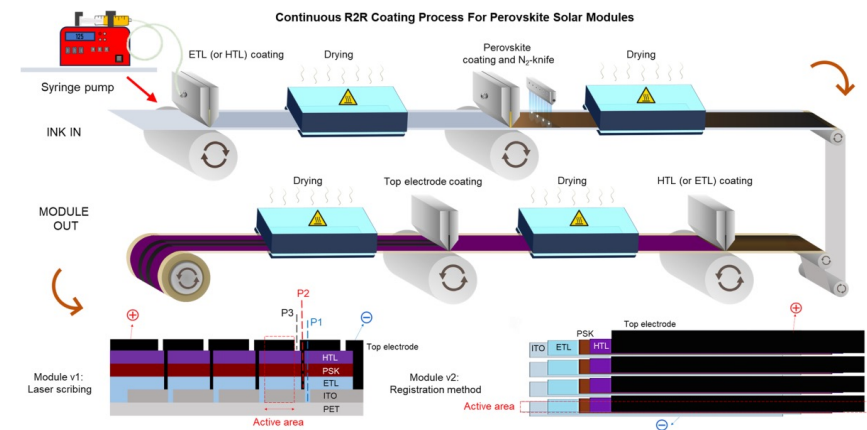 Continuous R2R Coating Process For Perovskite Solar Modules
ETL (or HTL) coating
Drying
Perovskite
coating and N₂-knife
Drying
Syringe pump
INK IN
Drying
Top electrode coating
Drying
HTL (or ETL) coating
MODULE
OUT
P3
P2
P1
Top electrode
HTL
PSK
ETL
ITO
PET
Module v1:
Laser scribing
Active area
Top electrode
PSK
ITO
ETL
HTL
Module v2:
Registration method
Active area